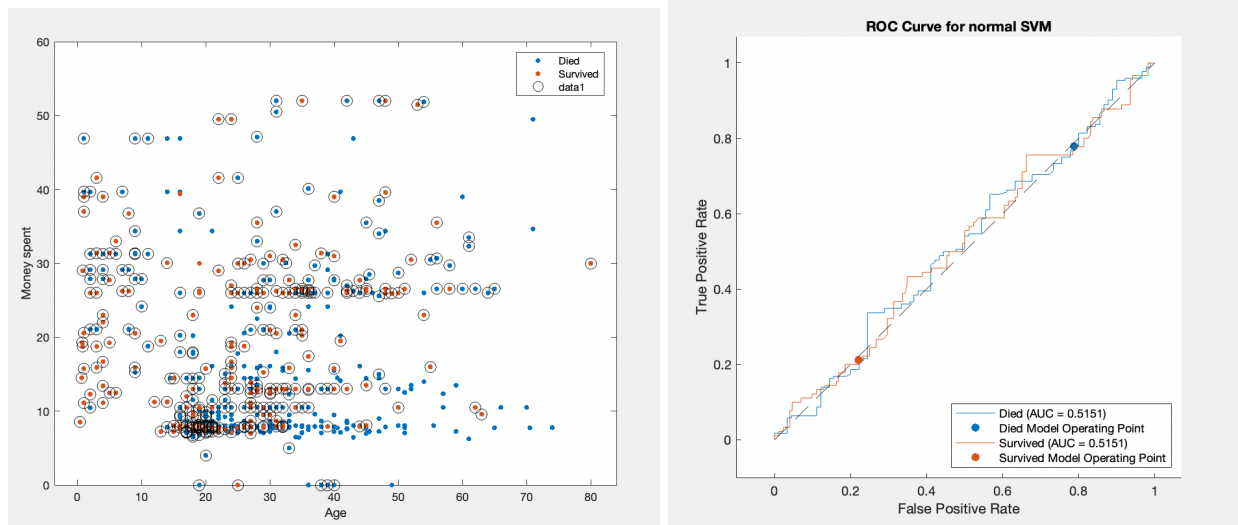 60
50
40
30
20
10
0
Money spent
0 10 20 30 40 50 60 70 80
Age
Died
Survived
data1
ROC Curve for normal SVM
1
0.8
0.6
0.4
0.2
0
True Positive Rate
0 0.2 0.4 0.6 0.8 1
False Positive Rate
Died (AUC = 0.5151)
Died Model Operating Point
Survived (AUC = 0.5151)
Survived Model Operating Point